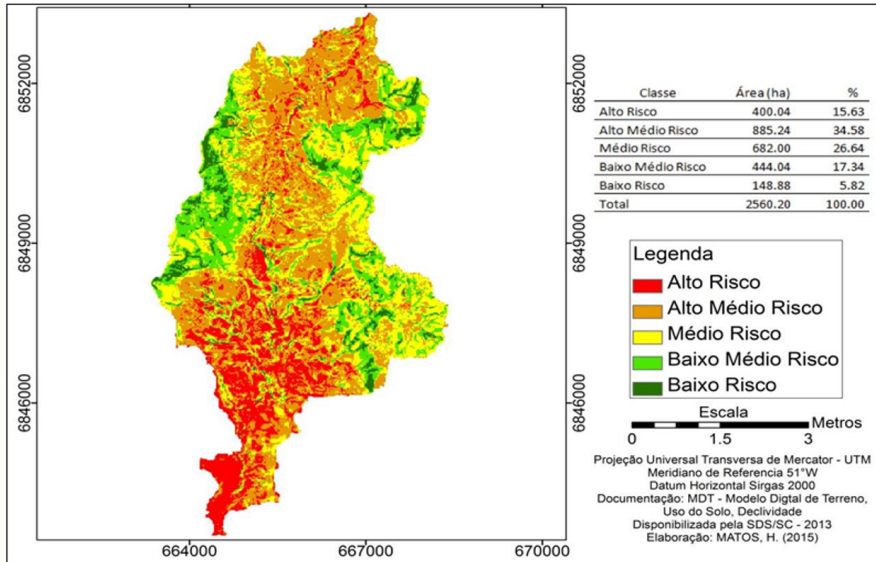 6852000
6849000
6846000
664000
667000
670000
6852000
6849000
6846000
Classe Área (ha) %
Alto Risco 400.04 15.63
Alto Médio Risco 885.24 34.58
Médio Risco 682.00 26.64
Baixo Médio Risco 444.04 17.34
Baixo Risco 148.88 5.82
Total 2560.20 100.00
Legenda
Alto Risco
Alto Médio Risco
Médio Risco
Baixo Médio Risco
Baixo Risco
Escala
Metros
0 1.5 3
Projeção Universal Transversa de Mercator - UTM
Meridiano de Referencia 51°W
Datum Horizontal Sirgas 2000
Documentação: MDT - Modelo Digtal de Terreno,
Uso do Solo, Declividade
Disponibilizada pela SDS/SC - 2013
Elaboração: MATOS, H. (2015)